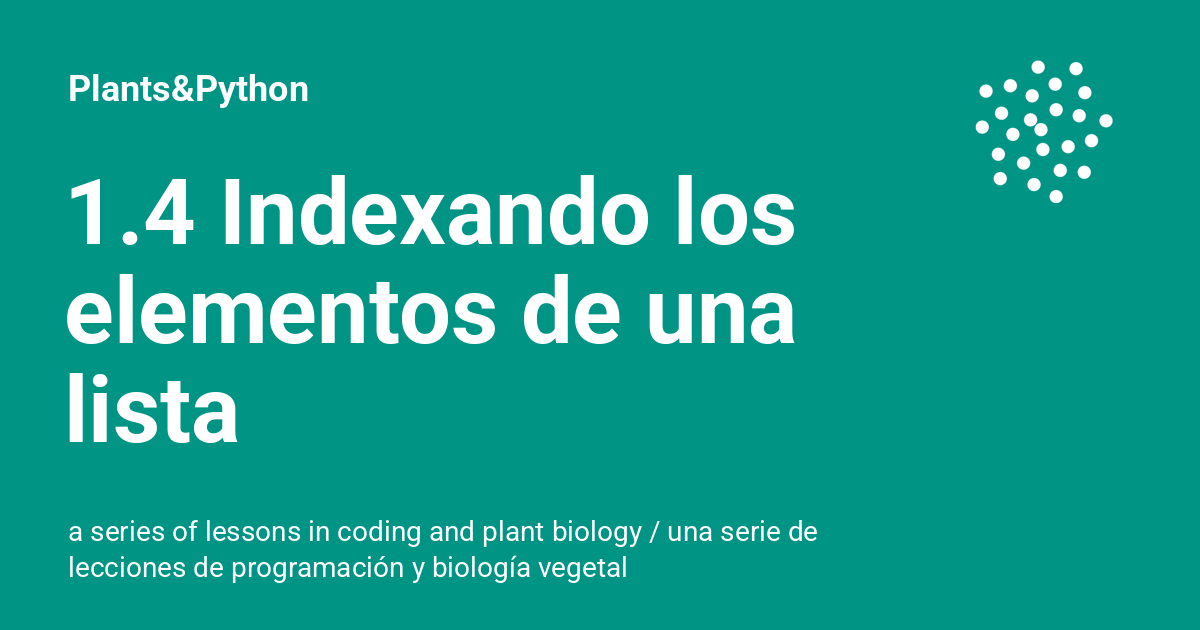 Plants&Python
1.4 Indexando los
elementos de una
lista
a series of lessons in coding and plant biology / una serie de
lecciones de programación y biología vegetal